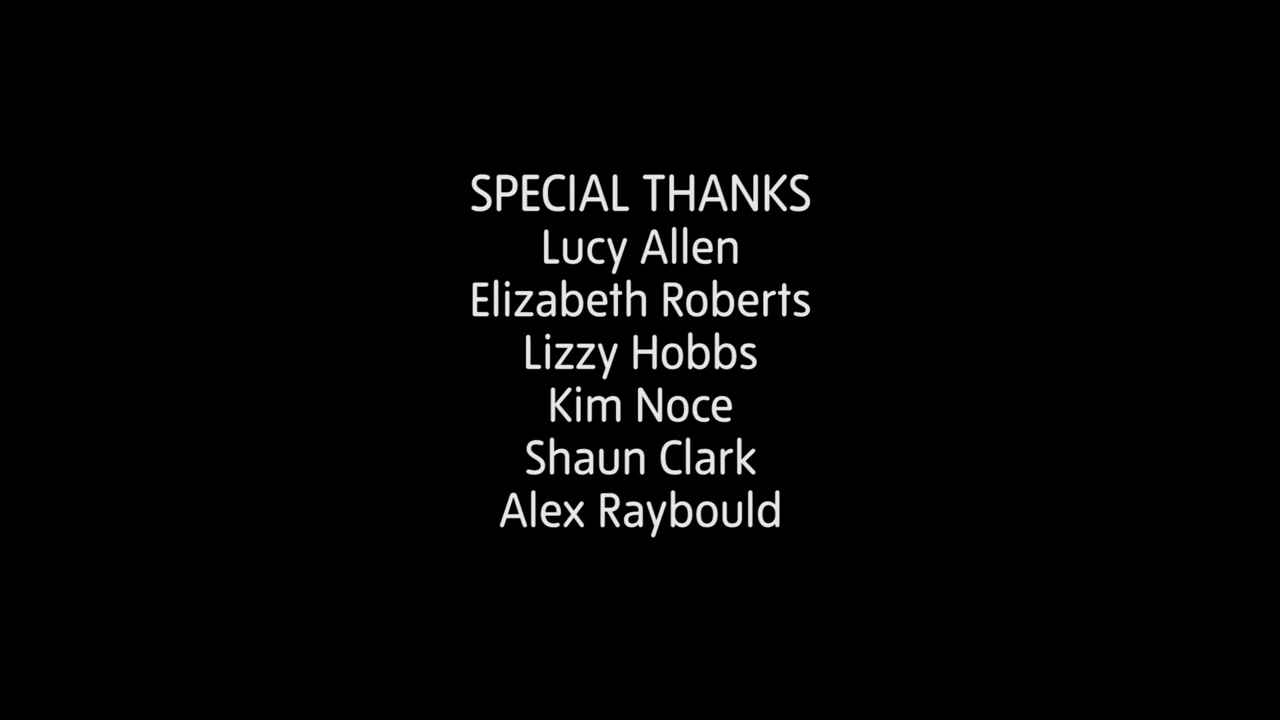 SPECIAL THANKS
Lucy Allen
Elizabeth Roberts
Lizzy Hobbs
Kim Noce
Shaun Clark
Alex Raybould